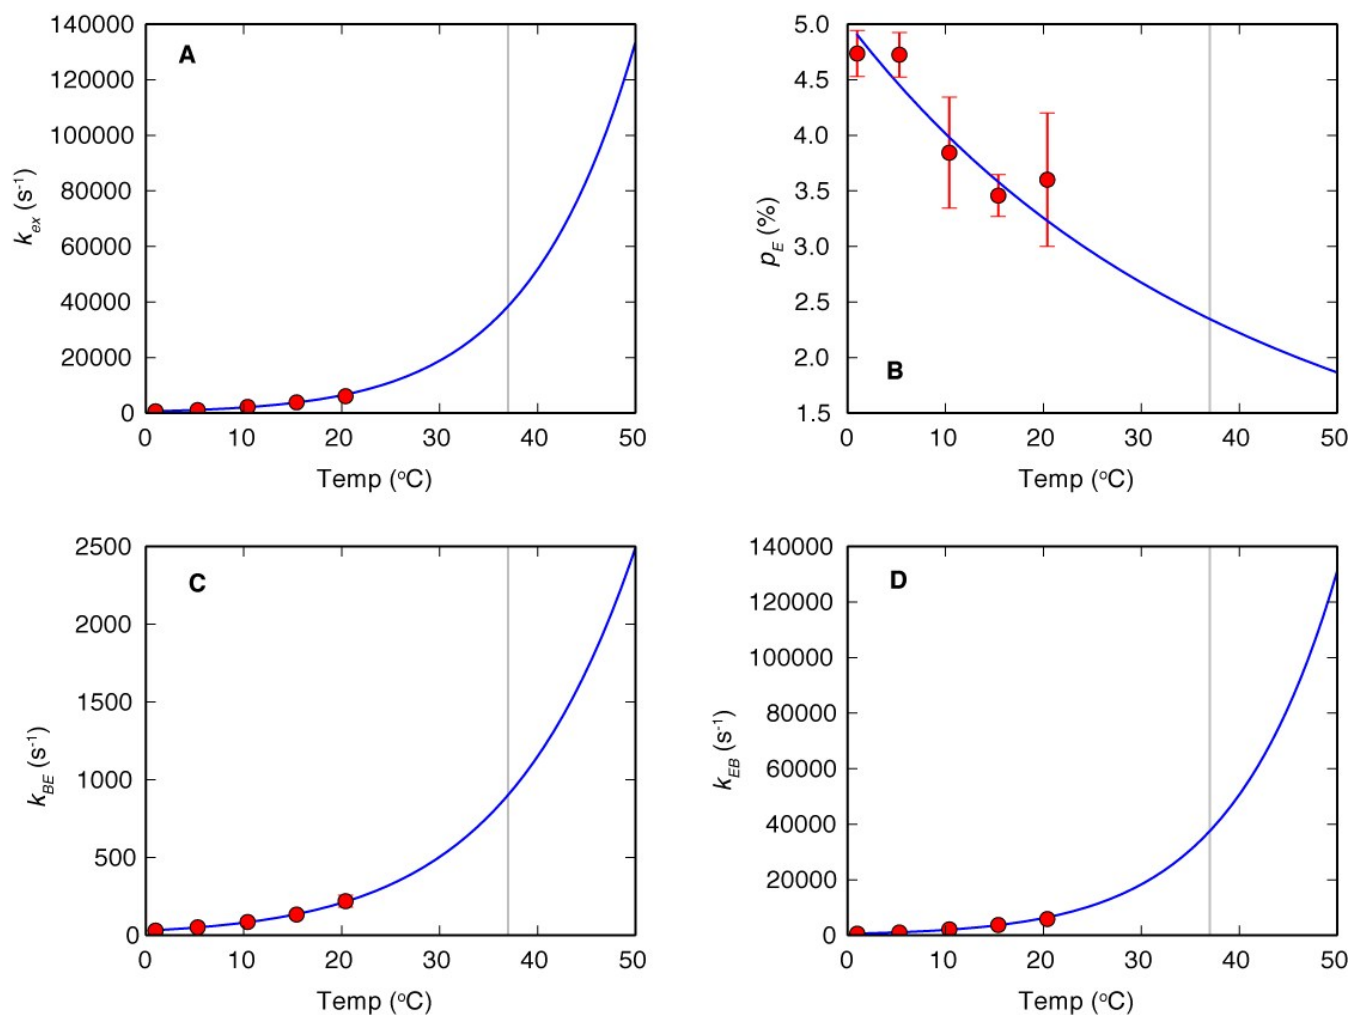 A
140000
120000
100000
80000
60000
40000
20000
0
k_ex (s⁻¹)
0 10 20 30 40 50
Temp (°C)
B
5.0
4.5
4.0
3.5
3.0
2.5
2.0
1.5
p_E (%)
0 10 20 30 40 50
Temp (°C)
C
2500
2000
1500
1000
500
0
k_BE (s⁻¹)
0 10 20 30 40 50
Temp (°C)
D
140000
120000
100000
80000
60000
40000
20000
0
k_EB (s⁻¹)
0 10 20 30 40 50
Temp (°C)